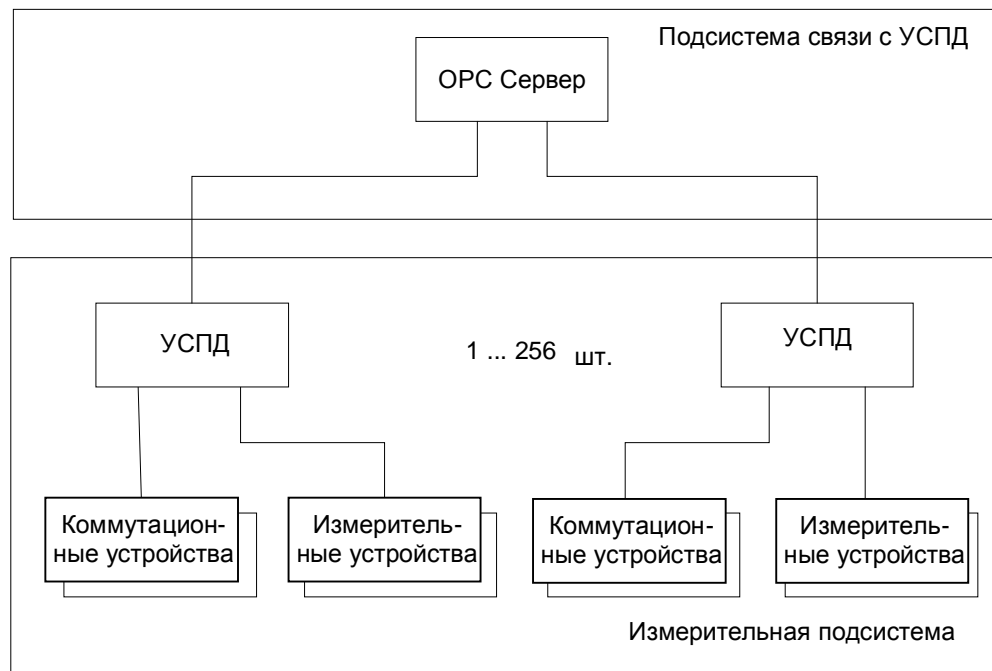 Подсистема связи с УСПД
OPC Сервер
УСПД
УСПД
1 ... 256 шт.
Коммутацион-
ные устройства
Измеритель-
ные устройства
Коммутацион-
ные устройства
Измеритель-
ные устройства
Измерительная подсистема